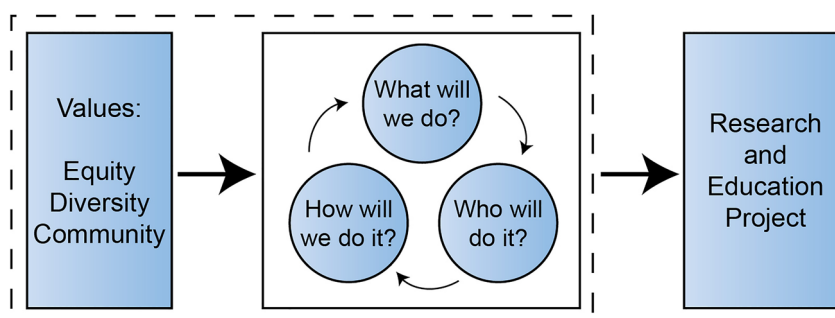 Values:
Equity
Diversity
Community
What will
we do?
How will
we do it?
Who will
do it?
Research
and
Education
Project